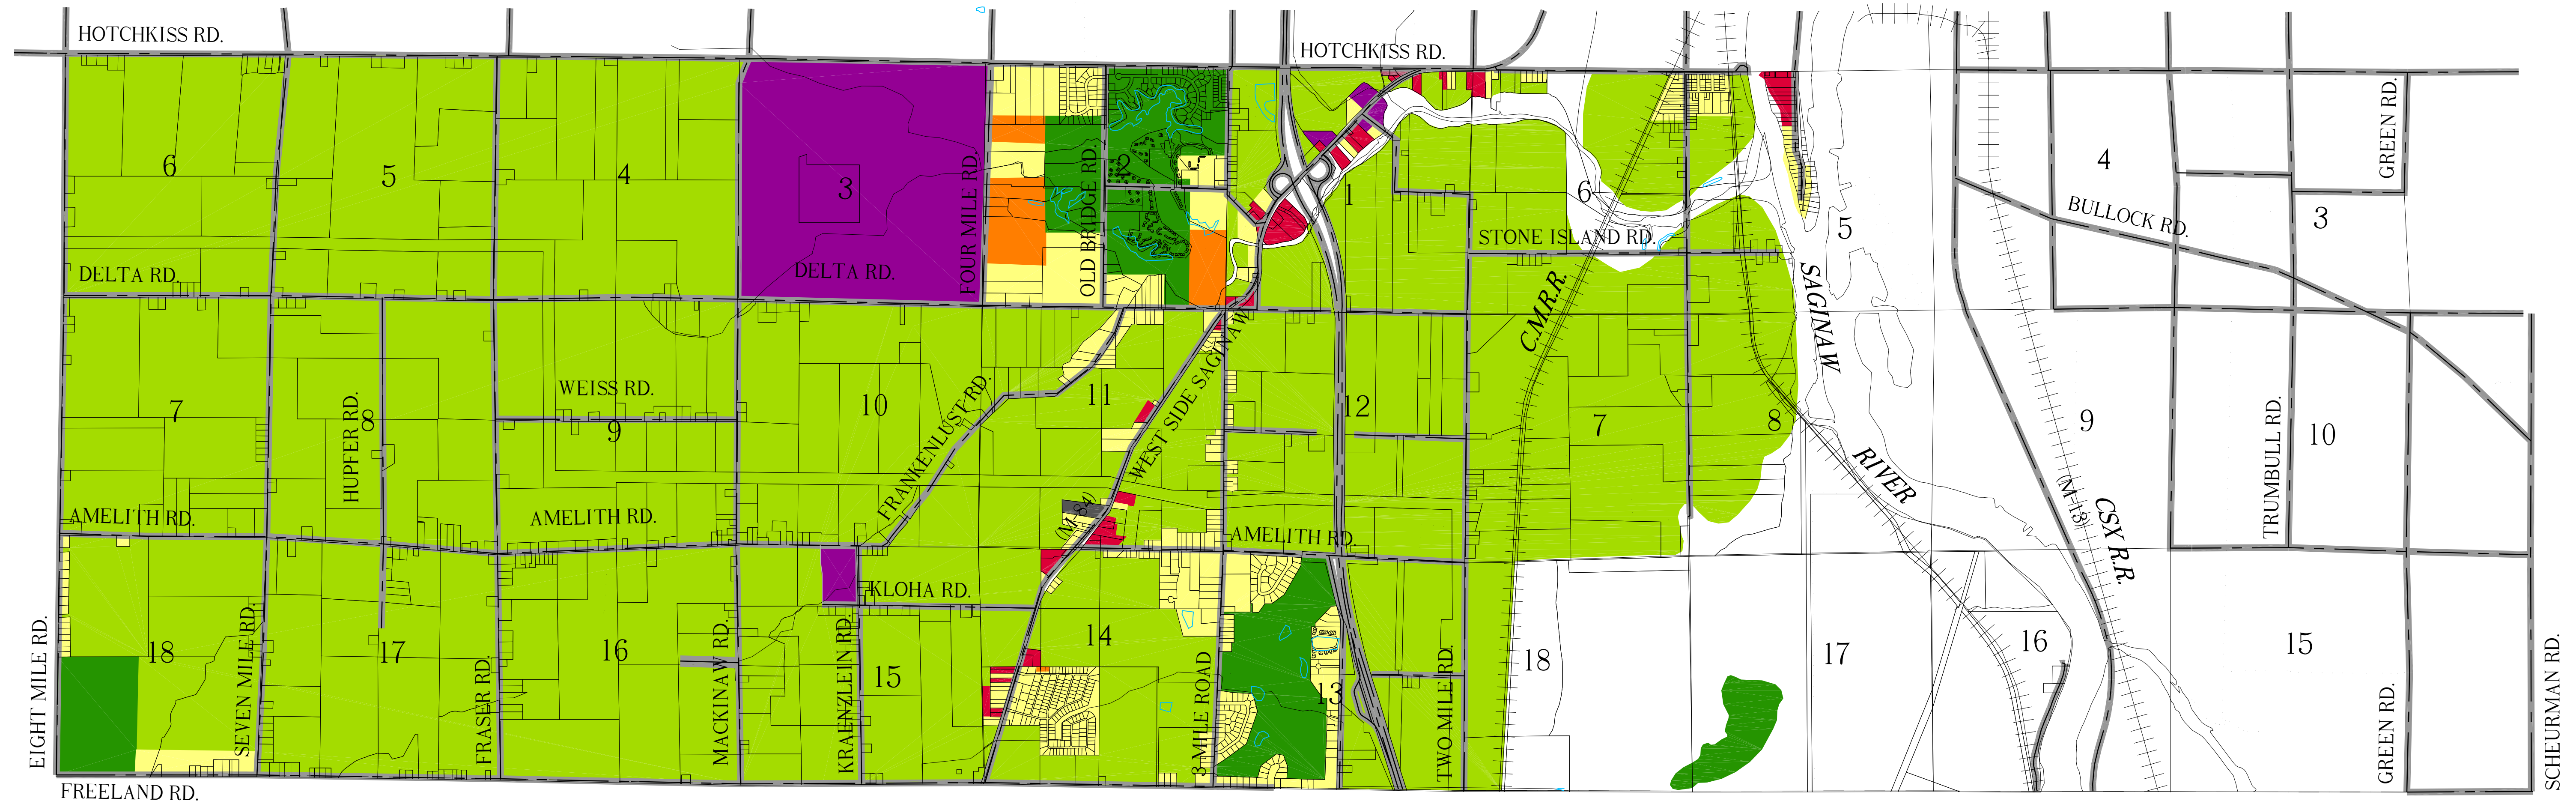 HOTCHKISS RD.
HOTCHKISS RD.
6
5
4
3
2
1
6
5
4
3
FOUR MILE RD.
OLD BRIDGE RD.
GREEN RD.
BULLOCK RD.
STONE ISLAND RD.
DELTA RD.
DELTA RD.
C.M.R.R.
SAGINAW
RIVER
7
HUPFER RD.
8
WEISS RD.
9
10
FRANKENLUST RD.
11
WEST SIDE SAGINAW
(M-84)
12
7
8
9
(M-13)
CSX R.R.
TRUMBULL RD.
10
AMELITH RD.
AMELITH RD.
AMELITH RD.
KLOHA RD.
EIGHT MILE RD.
18
SEVEN MILE RD.
17
FRASER RD.
16
MACKINAW RD.
KRAENZLEIN RD.
15
14
3 MILE ROAD
13
TWO MILE RD.
18
17
16
15
GREEN RD.
SCHEURMAN RD.
FREELAND RD.